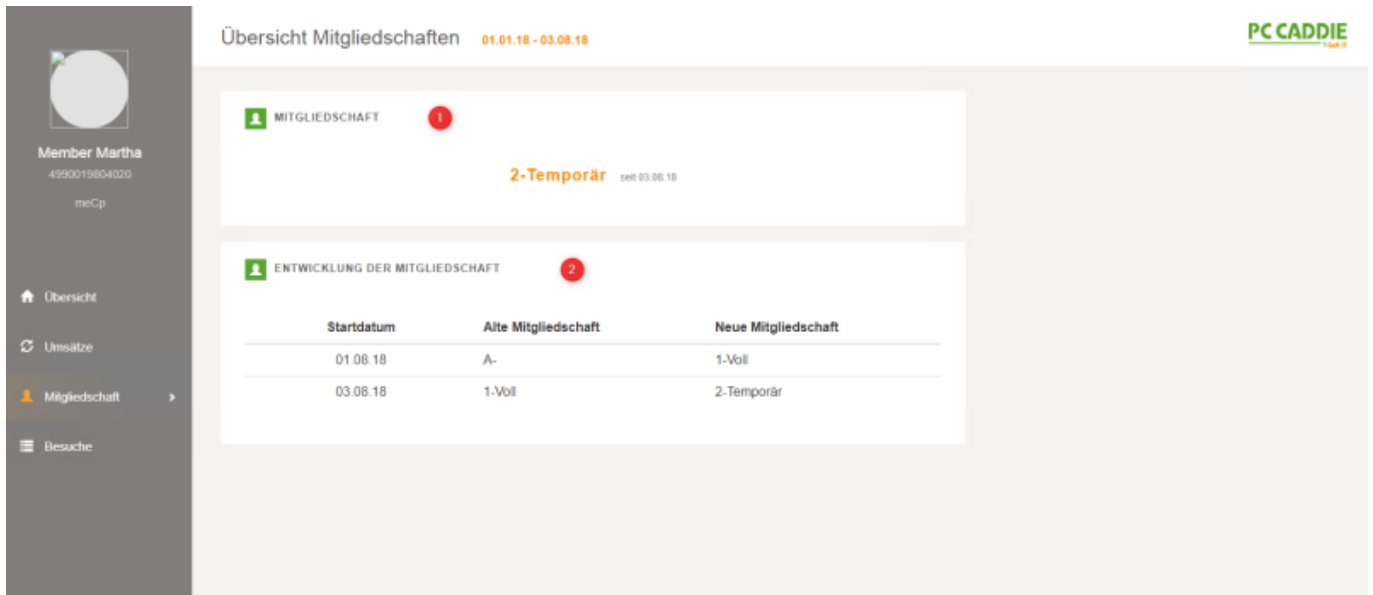 Übersicht Mitgliedschaften 01.01.18 - 03.08.18
PC CADDIE
Member Martha
4990019804020
meCp
Übersicht
Umsätze
Mitgliedschaft
Besuche
MITGLIEDSCHAFT 1
2-Temporär seit 03.08.18
ENTWICKLUNG DER MITGLIEDSCHAFT 2
Startdatum Alte Mitgliedschaft Neue Mitgliedschaft
01.08.18 A- 1-Voll
03.08.18 1-Voll 2-Temporär